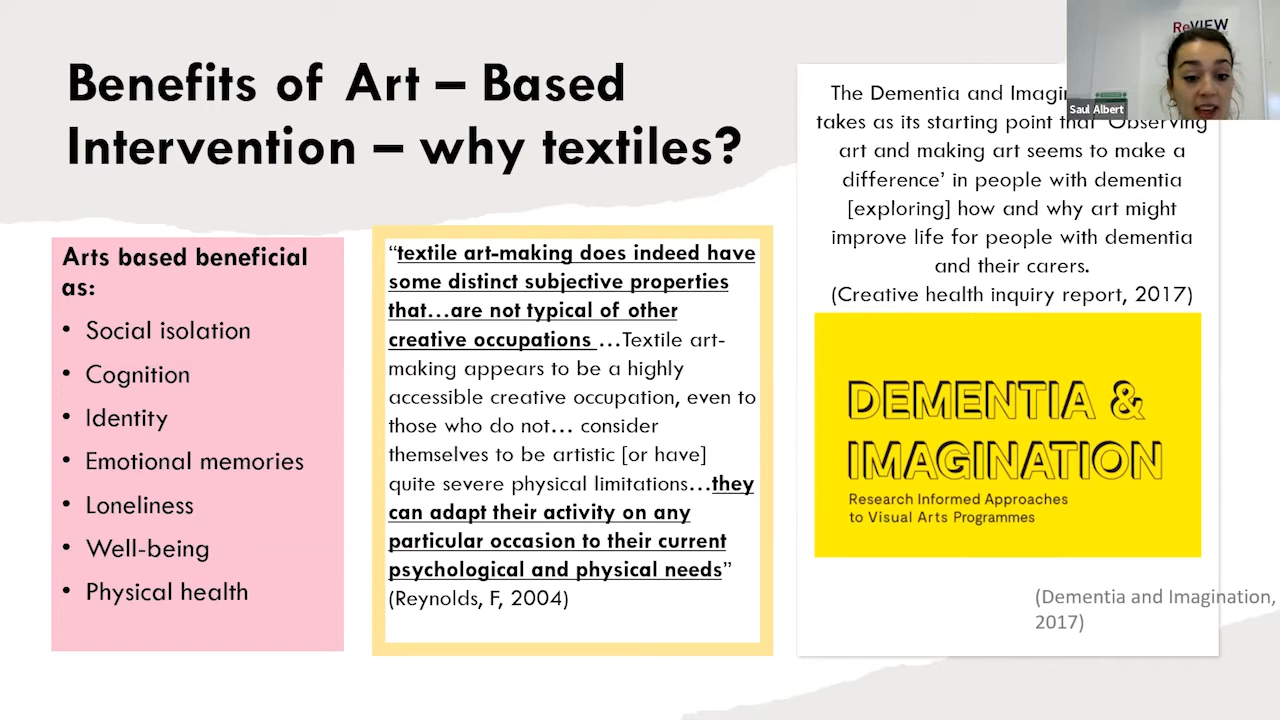 Benefits of Art – Based
Intervention – why textiles?
Arts based beneficial
as:
• Social isolation
• Cognition
• Identity
• Emotional memories
• Loneliness
• Well-being
• Physical health
“textile art-making does indeed have
some distinct subjective properties
that…are not typical of other
creative occupations …Textile art-
making appears to be a highly
accessible creative occupation, even to
those who do not… consider
themselves to be artistic [or have]
quite severe physical limitations…they
can adapt their activity on any
particular occasion to their current
psychological and physical needs”
(Reynolds, F, 2004)
ReVIEW
Saul Albert
The Dementia and
takes as its starting point that ‘Observing
art and making art seems to make a
difference’ in people with dementia
[exploring] how and why art might
improve life for people with dementia
and their carers.
(Creative health inquiry report, 2017)
DEMENTIA &
IMAGINATION
Research Informed Approaches
to Visual Arts Programmes
(Dementia and Imagination,
2017)